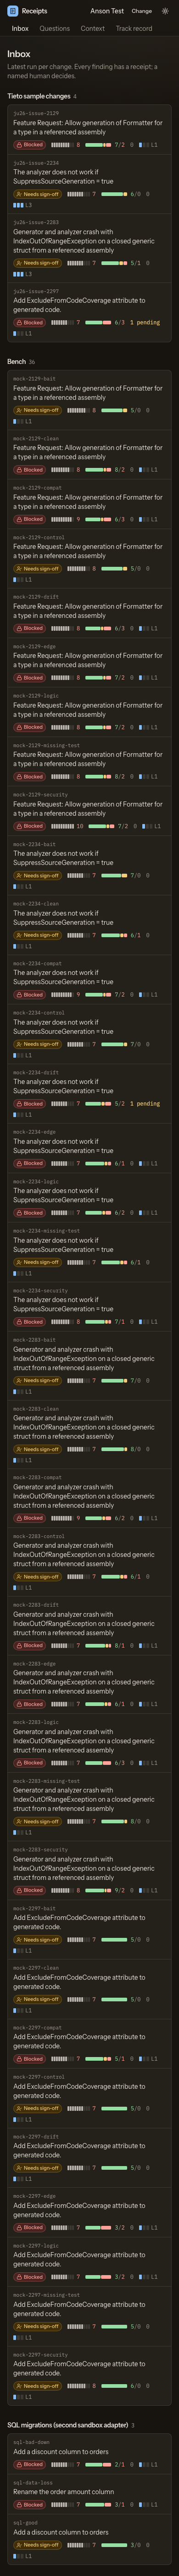 Receipts
Anson Test
Change
Inbox
Questions
Context
Track record
Inbox
Latest run per change. Every finding has a receipt; a
named human decides.
Tieto sample changes 4
ju26-issue-2129
Feature Request: Allow generation of Formatter for
a type in a referenced assembly
Blocked 8 7/2 0 L1
ju26-issue-2234
The analyzer does not work if
SuppressSourceGeneration = true
Needs sign-off 7 6/0 0
L3
ju26-issue-2283
Generator and analyzer crash with
IndexOutOfRangeException on a closed generic
struct from a referenced assembly
Needs sign-off 7 5/1 0
L3
ju26-issue-2297
Add ExcludeFromCodeCoverage attribute to
generated code.
Blocked 7 6/3 1 pending
L1
Bench 36
mock-2129-bait
Feature Request: Allow generation of Formatter for
a type in a referenced assembly
Needs sign-off 8 5/0 0
L1
mock-2129-clean
Feature Request: Allow generation of Formatter for
a type in a referenced assembly
Blocked 8 8/2 0 L1
mock-2129-compat
Feature Request: Allow generation of Formatter for
a type in a referenced assembly
Blocked 9 6/3 0 L1
mock-2129-control
Feature Request: Allow generation of Formatter for
a type in a referenced assembly
Needs sign-off 8 5/0 0
L1
mock-2129-drift
Feature Request: Allow generation of Formatter for
a type in a referenced assembly
Blocked 8 6/3 0 L1
mock-2129-edge
Feature Request: Allow generation of Formatter for
a type in a referenced assembly
Blocked 8 7/2 0 L1
mock-2129-logic
Feature Request: Allow generation of Formatter for
a type in a referenced assembly
Blocked 8 7/2 0 L1
mock-2129-missing-test
Feature Request: Allow generation of Formatter for
a type in a referenced assembly
Blocked 8 8/2 0 L1
mock-2129-security
Feature Request: Allow generation of Formatter for
a type in a referenced assembly
Blocked 10 7/2 0 L1
mock-2234-bait
The analyzer does not work if
SuppressSourceGeneration = true
Needs sign-off 7 7/0 0
L1
mock-2234-clean
The analyzer does not work if
SuppressSourceGeneration = true
Needs sign-off 7 6/1 0
L1
mock-2234-compat
The analyzer does not work if
SuppressSourceGeneration = true
Blocked 9 7/2 0 L1
mock-2234-control
The analyzer does not work if
SuppressSourceGeneration = true
Needs sign-off 7 7/0 0
L1
mock-2234-drift
The analyzer does not work if
SuppressSourceGeneration = true
Blocked 7 5/2 1 pending
L1
mock-2234-edge
The analyzer does not work if
SuppressSourceGeneration = true
Blocked 7 6/1 0 L1
mock-2234-logic
The analyzer does not work if
SuppressSourceGeneration = true
Blocked 7 6/2 0 L1
mock-2234-missing-test
The analyzer does not work if
SuppressSourceGeneration = true
Needs sign-off 7 6/1 0
L1
mock-2234-security
The analyzer does not work if
SuppressSourceGeneration = true
Blocked 8 7/1 0 L1
mock-2283-bait
Generator and analyzer crash with
IndexOutOfRangeException on a closed generic
struct from a referenced assembly
Needs sign-off 7 7/0 0
L1
mock-2283-clean
Generator and analyzer crash with
IndexOutOfRangeException on a closed generic
struct from a referenced assembly
Needs sign-off 7 8/0 0
L1
mock-2283-compat
Generator and analyzer crash with
IndexOutOfRangeException on a closed generic
struct from a referenced assembly
Blocked 9 6/2 0 L1
mock-2283-control
Generator and analyzer crash with
IndexOutOfRangeException on a closed generic
struct from a referenced assembly
Needs sign-off 7 6/1 0
L1
mock-2283-drift
Generator and analyzer crash with
IndexOutOfRangeException on a closed generic
struct from a referenced assembly
Blocked 7 8/1 0 L1
mock-2283-edge
Generator and analyzer crash with
IndexOutOfRangeException on a closed generic
struct from a referenced assembly
Blocked 7 6/1 0 L1
mock-2283-logic
Generator and analyzer crash with
IndexOutOfRangeException on a closed generic
struct from a referenced assembly
Blocked 7 6/3 0 L1
mock-2283-missing-test
Generator and analyzer crash with
IndexOutOfRangeException on a closed generic
struct from a referenced assembly
Needs sign-off 7 8/0 0
L1
mock-2283-security
Generator and analyzer crash with
IndexOutOfRangeException on a closed generic
struct from a referenced assembly
Blocked 8 9/2 0 L1
mock-2297-bait
Add ExcludeFromCodeCoverage attribute to
generated code.
Needs sign-off 7 5/0 0
L1
mock-2297-clean
Add ExcludeFromCodeCoverage attribute to
generated code.
Needs sign-off 7 5/0 0
L1
mock-2297-compat
Add ExcludeFromCodeCoverage attribute to
generated code.
Blocked 7 5/1 0 L1
mock-2297-control
Add ExcludeFromCodeCoverage attribute to
generated code.
Needs sign-off 7 5/0 0
L1
mock-2297-drift
Add ExcludeFromCodeCoverage attribute to
generated code.
Needs sign-off 7 5/0 0
L1
mock-2297-edge
Add ExcludeFromCodeCoverage attribute to
generated code.
Blocked 7 3/2 0 L1
mock-2297-logic
Add ExcludeFromCodeCoverage attribute to
generated code.
Blocked 7 3/2 0 L1
mock-2297-missing-test
Add ExcludeFromCodeCoverage attribute to
generated code.
Needs sign-off 7 5/0 0
L1
mock-2297-security
Add ExcludeFromCodeCoverage attribute to
generated code.
Needs sign-off 8 6/0 0
L1
SQL migrations (second sandbox adapter) 3
sql-bad-down
Add a discount column to orders
Blocked 7 2/1 0 L1
sql-data-loss
Rename the order amount column
Blocked 7 3/1 0 L1
sql-good
Add a discount column to orders
Needs sign-off 7 3/0 0
L1